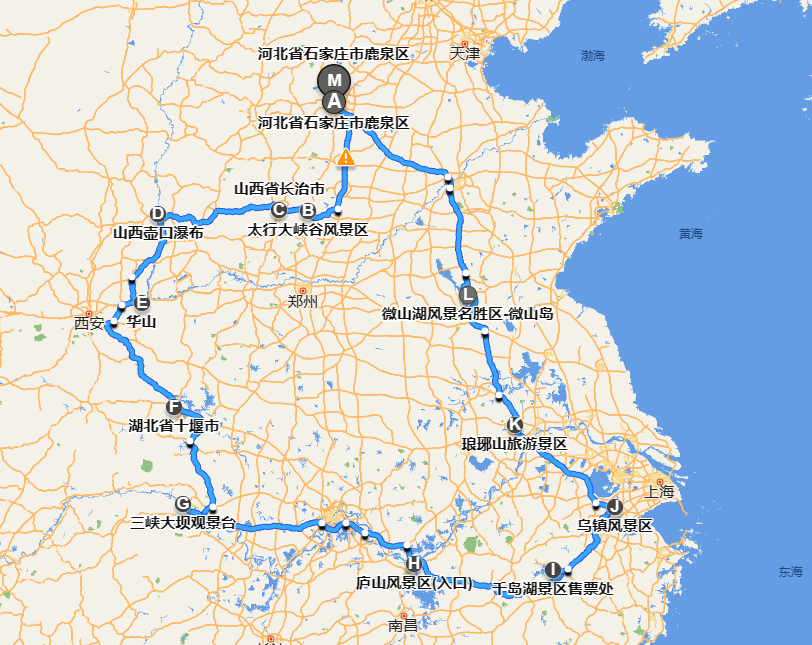 河北省石家庄市鹿泉区
天津
渤海
M
A
河北省石家庄市鹿泉区
山西省长治市
D
C
B
山西壶口瀑布
太行大峡谷风景区
黄海
E
郑州
L
西安
华山
微山湖风景名胜区-微山岛
F
湖北省十堰市
K
琅琊山旅游景区
上海
G
J
三峡大坝观景台
乌镇风景区
H
I
东海
庐山风景区(入口)
千岛湖景区售票处
南昌